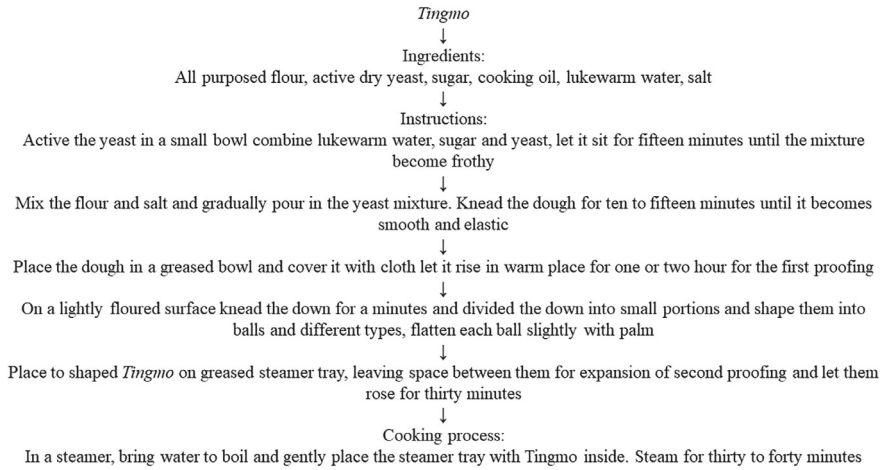 Tingmo
↓
Ingredients:
All purposed flour, active dry yeast, sugar, cooking oil, lukewarm water, salt
↓
Instructions:
Active the yeast in a small bowl combine lukewarm water, sugar and yeast, let it sit for fifteen minutes until the mixture
become frothy
↓
Mix the flour and salt and gradually pour in the yeast mixture. Knead the dough for ten to fifteen minutes until it becomes
smooth and elastic
↓
Place the dough in a greased bowl and cover it with cloth let it rise in warm place for one or two hour for the first proofing
↓
On a lightly floured surface knead the down for a minutes and divided the down into small portions and shape them into
balls and different types, flatten each ball slightly with palm
↓
Place to shaped Tingmo on greased steamer tray, leaving space between them for expansion of second proofing and let them
rose for thirty minutes
↓
Cooking process:
In a steamer, bring water to boil and gently place the steamer tray with Tingmo inside. Steam for thirty to forty minutes